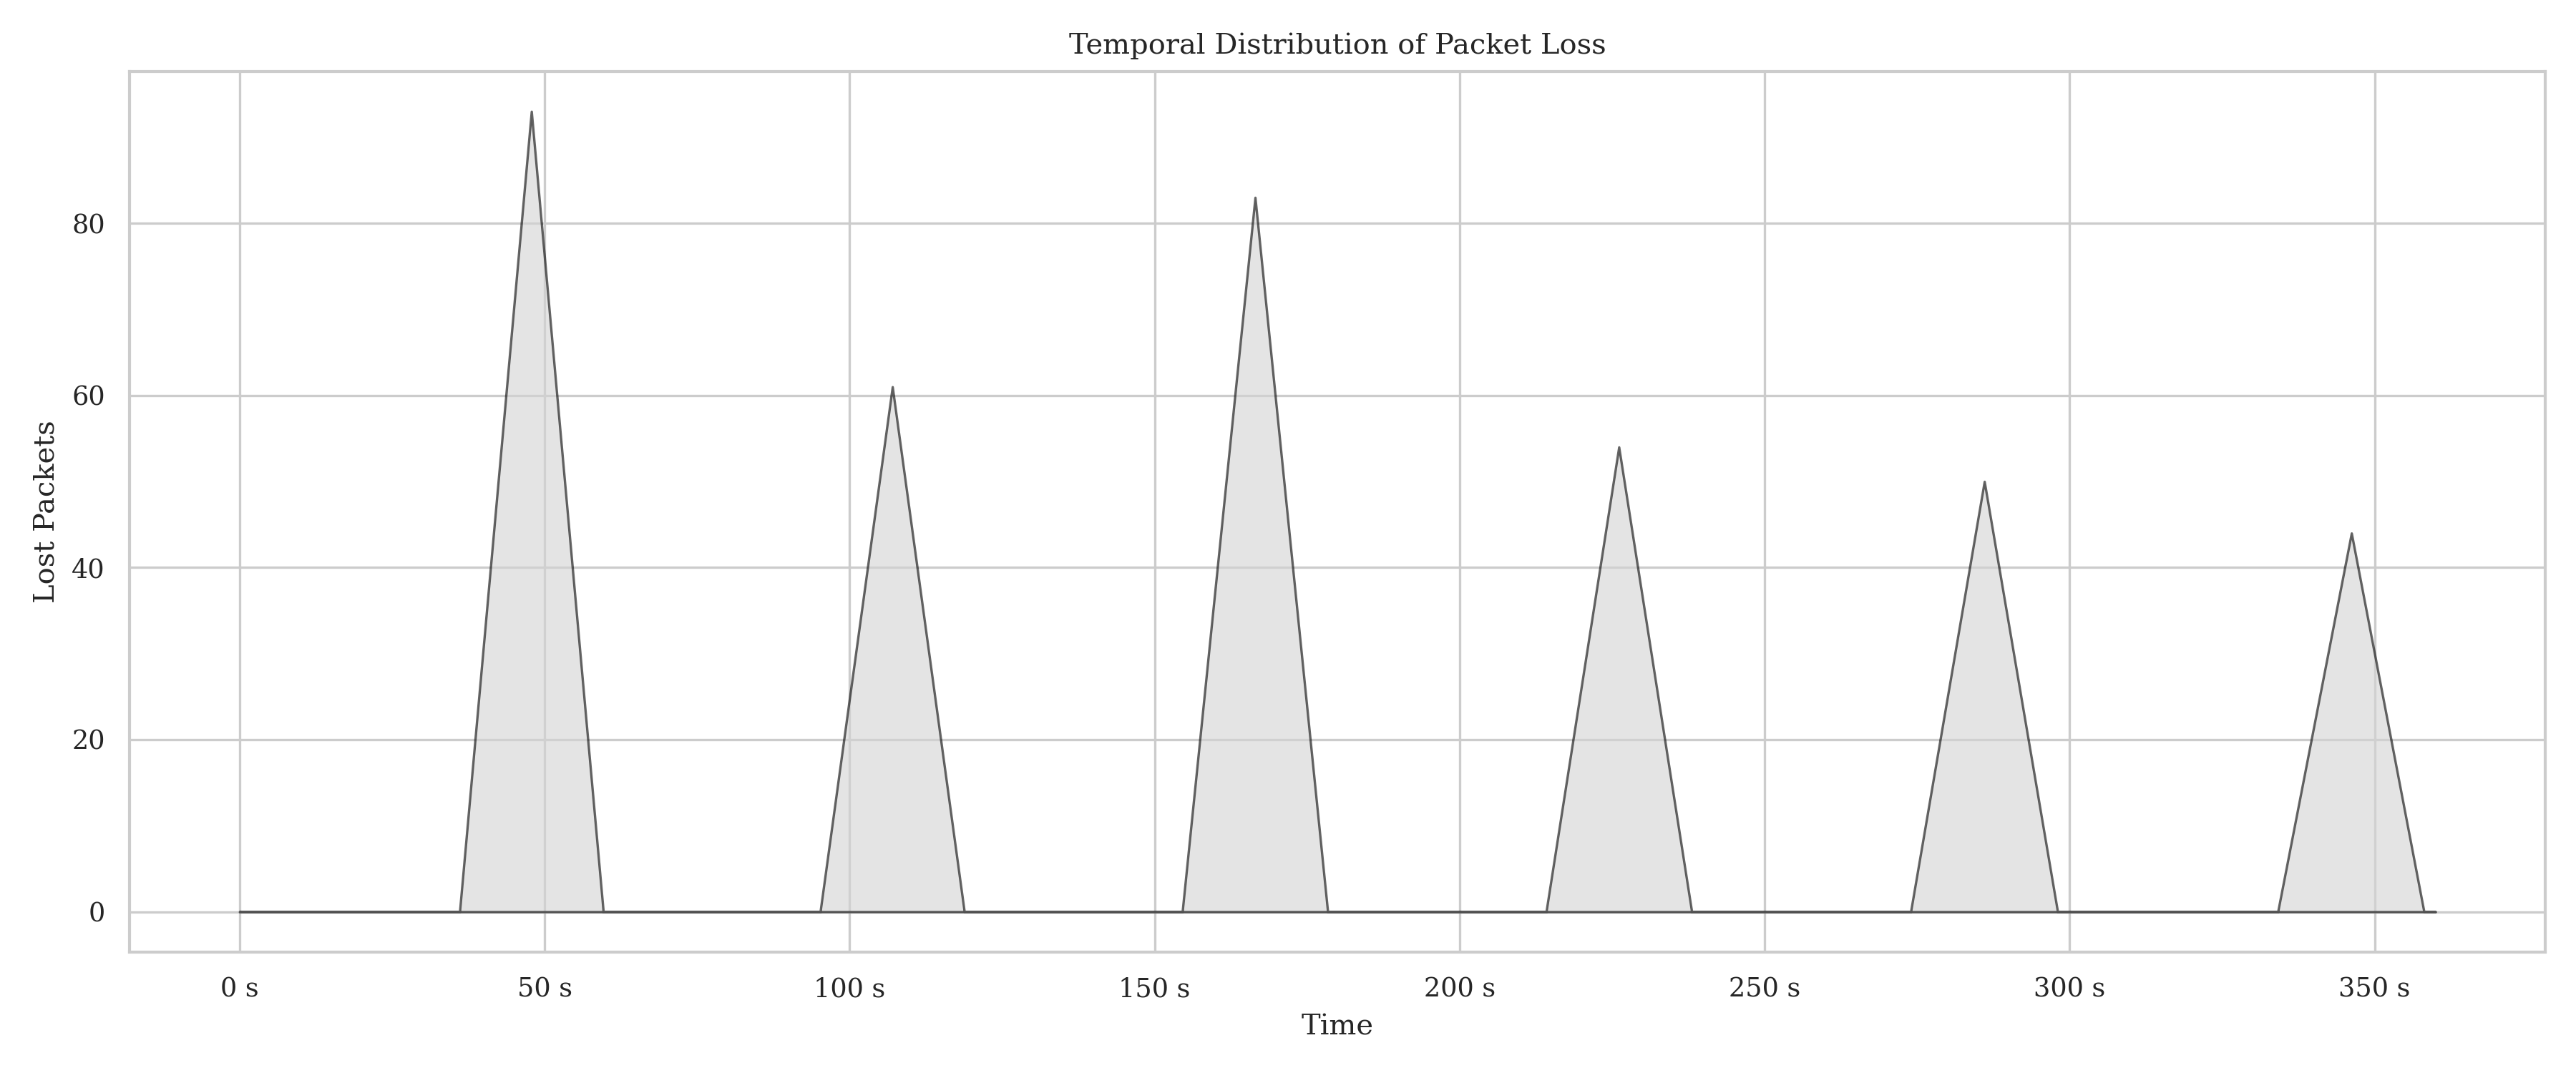 Temporal Distribution of Packet Loss
Lost Packets
80
60
40
20
0
0 s
50 s
100 s
150 s
200 s
250 s
300 s
350 s
Time